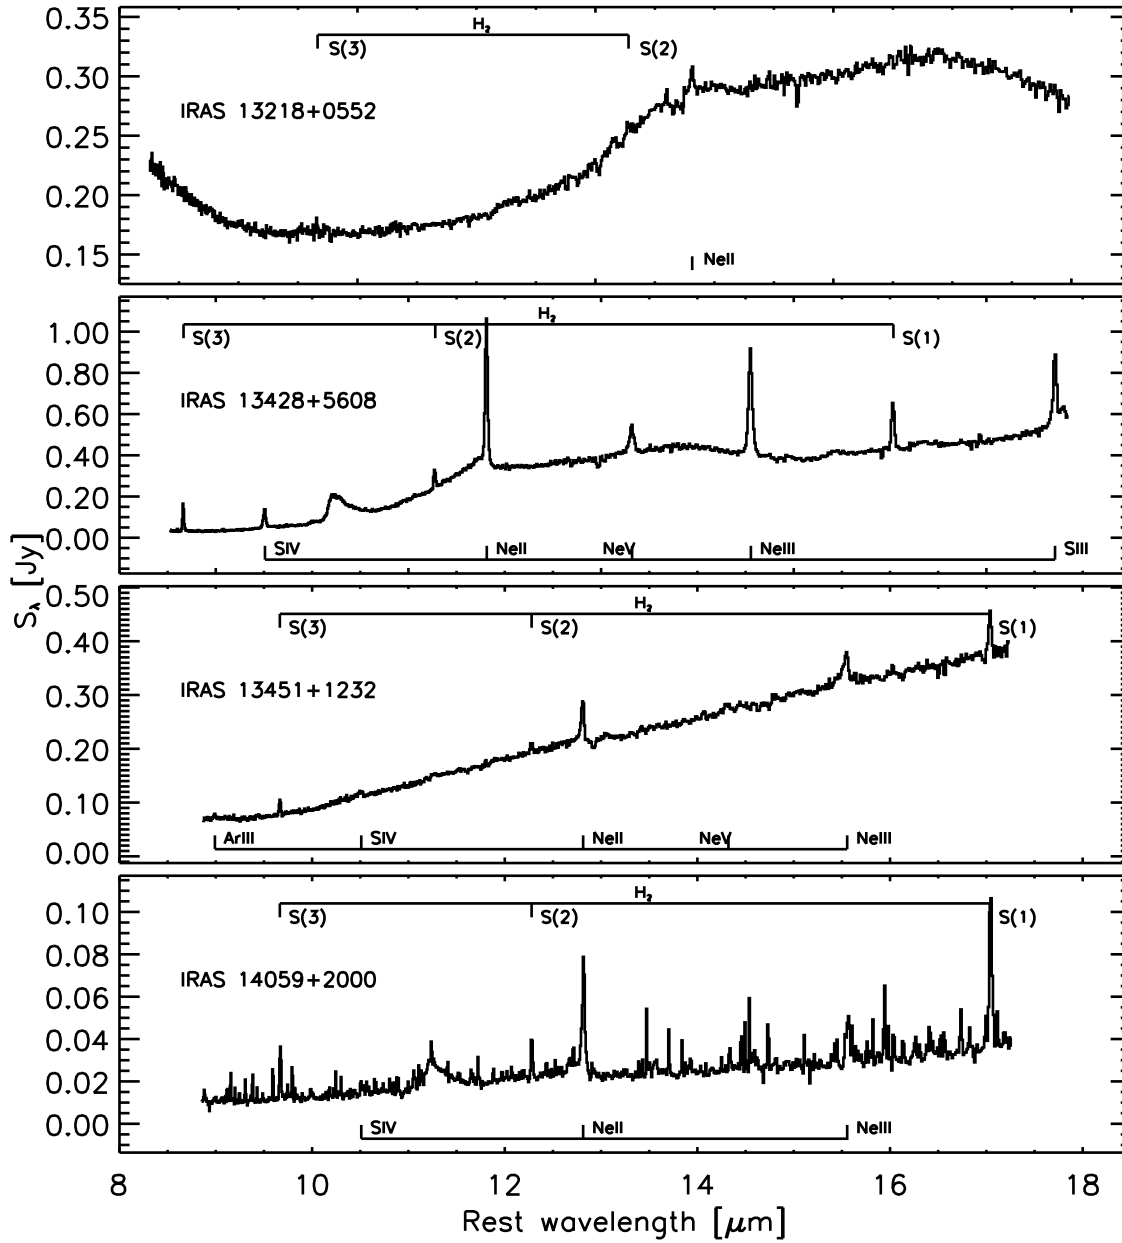 0.35
H₂
S(3) S(2)
0.30
IRAS 13218+0552
0.25
0.20
0.15
NeII
H₂
1.00
S(3) S(2) S(1)
0.80
IRAS 13428+5608
0.60
0.40
0.20
0.00
SIV NeII NeV NeIII SIII
Sλ [Jy]
0.50
H₂
S(3) S(2) S(1)
0.40
0.30
IRAS 13451+1232
0.20
0.10
ArIII SIV NeII NeV NeIII
0.00
H₂
0.10
S(3) S(2) S(1)
0.08
IRAS 14059+2000
0.06
0.04
0.02
0.00
SIV NeII NeIII
8 10 12 14 16 18
Rest wavelength [μm]